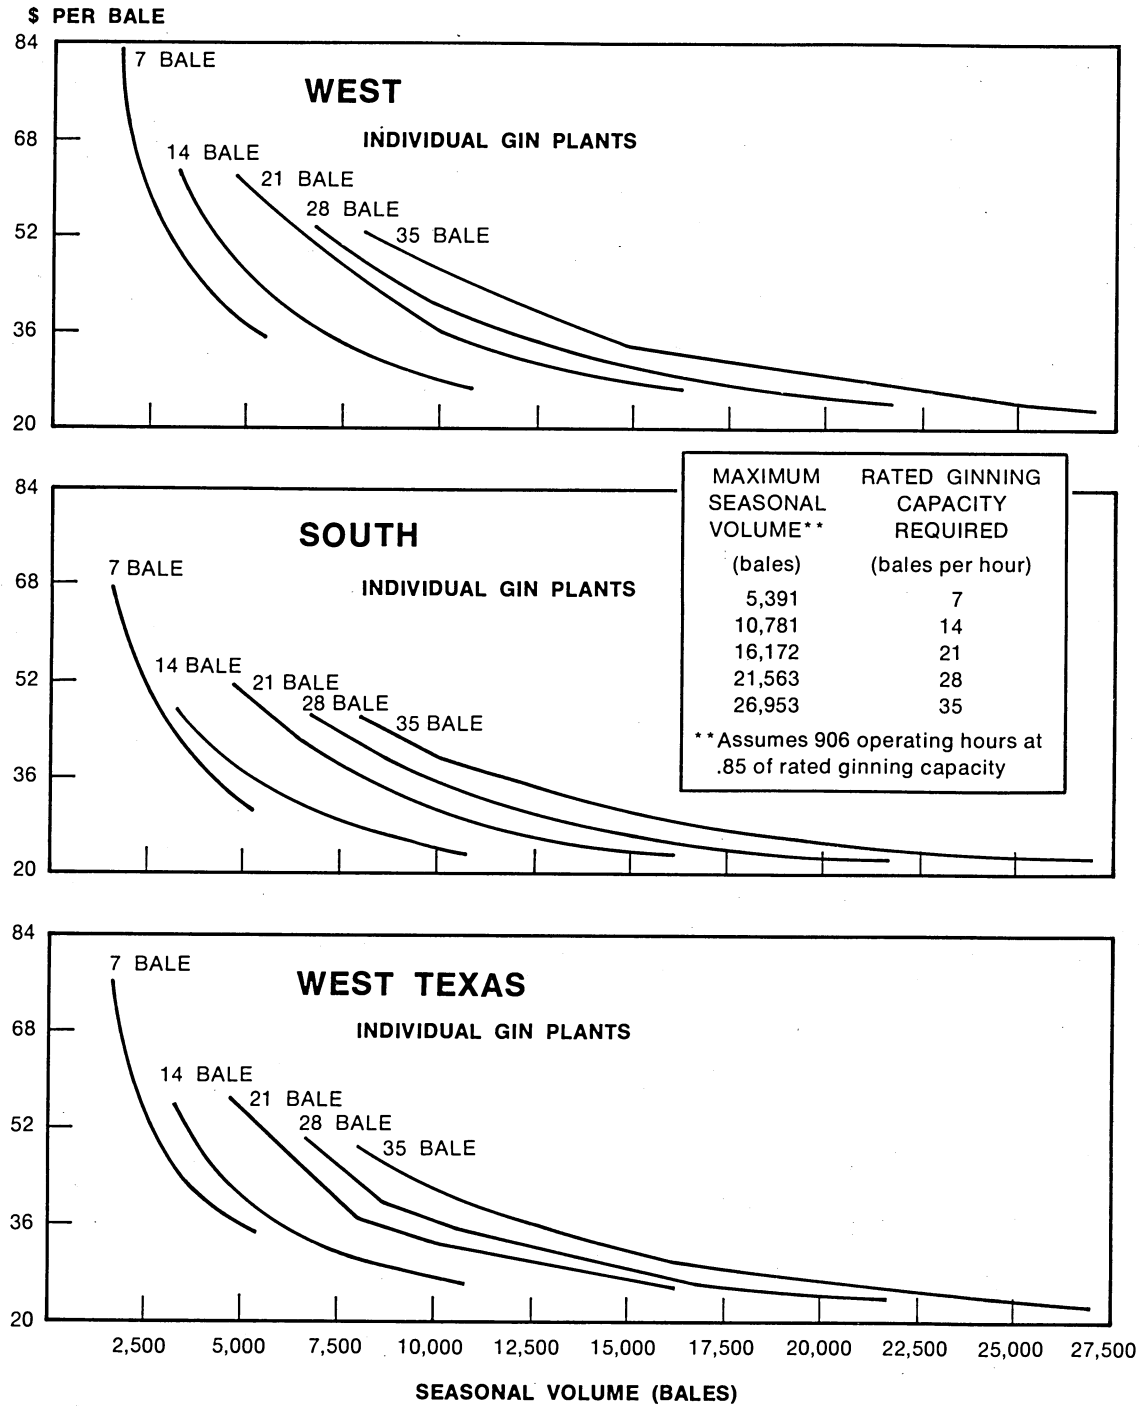 $ PER BALE
84
7 BALE
WEST
68
INDIVIDUAL GIN PLANTS
14 BALE
21 BALE
28 BALE
52
35 BALE
36
20
84
SOUTH
7 BALE
68
INDIVIDUAL GIN PLANTS
14 BALE
52
21 BALE
28 BALE
35 BALE
36
20
MAXIMUM RATED GINNING
SEASONAL CAPACITY
VOLUME** REQUIRED
(bales) (bales per hour)
5,391 7
10,781 14
16,172 21
21,563 28
26,953 35
**Assumes 906 operating hours at
.85 of rated ginning capacity
84
7 BALE
WEST TEXAS
68
INDIVIDUAL GIN PLANTS
14 BALE
21 BALE
52
28 BALE
35 BALE
36
20
2,500 5,000 7,500 10,000 12,500 15,000 17,500 20,000 22,500 25,000 27,500
SEASONAL VOLUME (BALES)